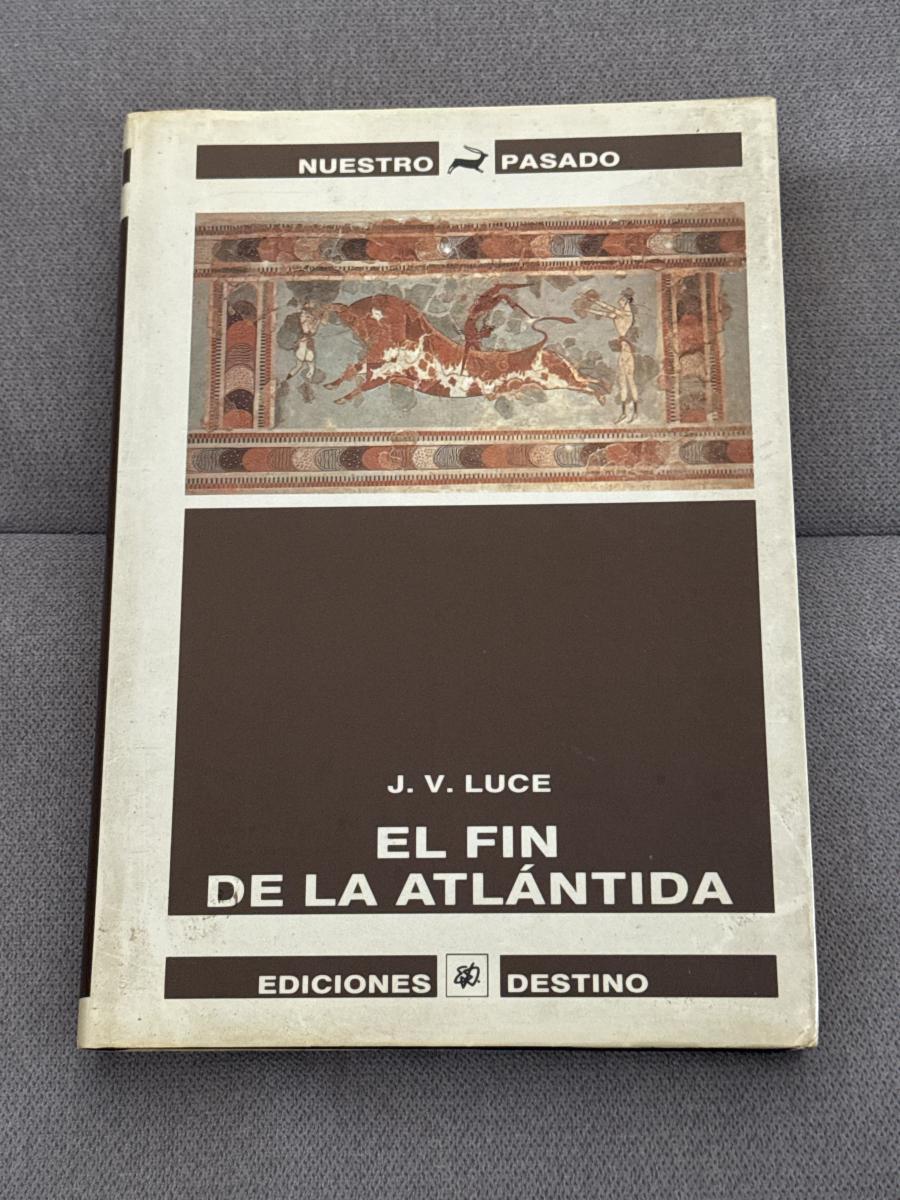 NUESTRO PASADO
J. V. LUCE
EL FIN
DE LA ATLÁNTIDA
EDICIONES DESTINO